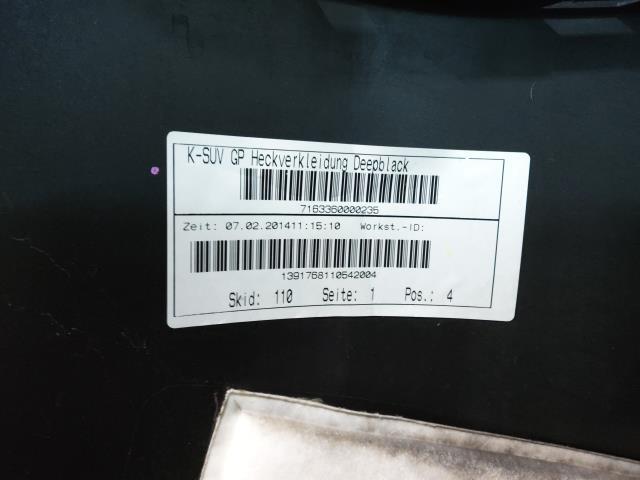 K-SUV GP Heckverkleidung Deepblack
7163360000235
Zeit: 07.02.201411:15:10 Workst.-ID:
1391768110542004
Skid: 110 Seite: 1 Pos.: 4